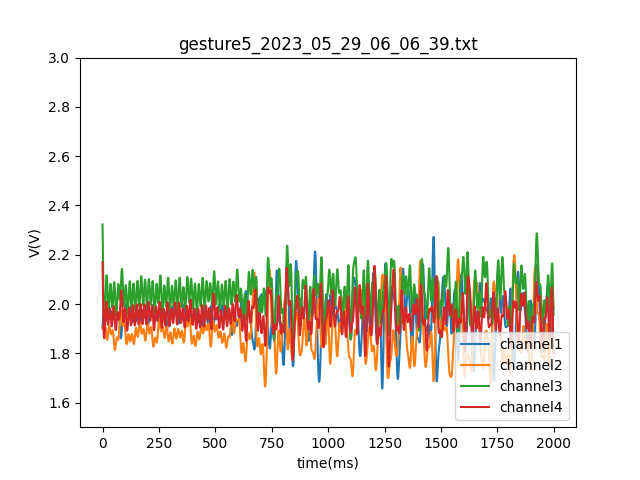 gesture5_2023_05_29_06_06_39.txt
3.0
2.8
2.6
2.4
2.2
2.0
1.8
1.6
V(V)
channel1
channel2
channel3
channel4
0 250 500 750 1000 1250 1500 1750 2000
time(ms)